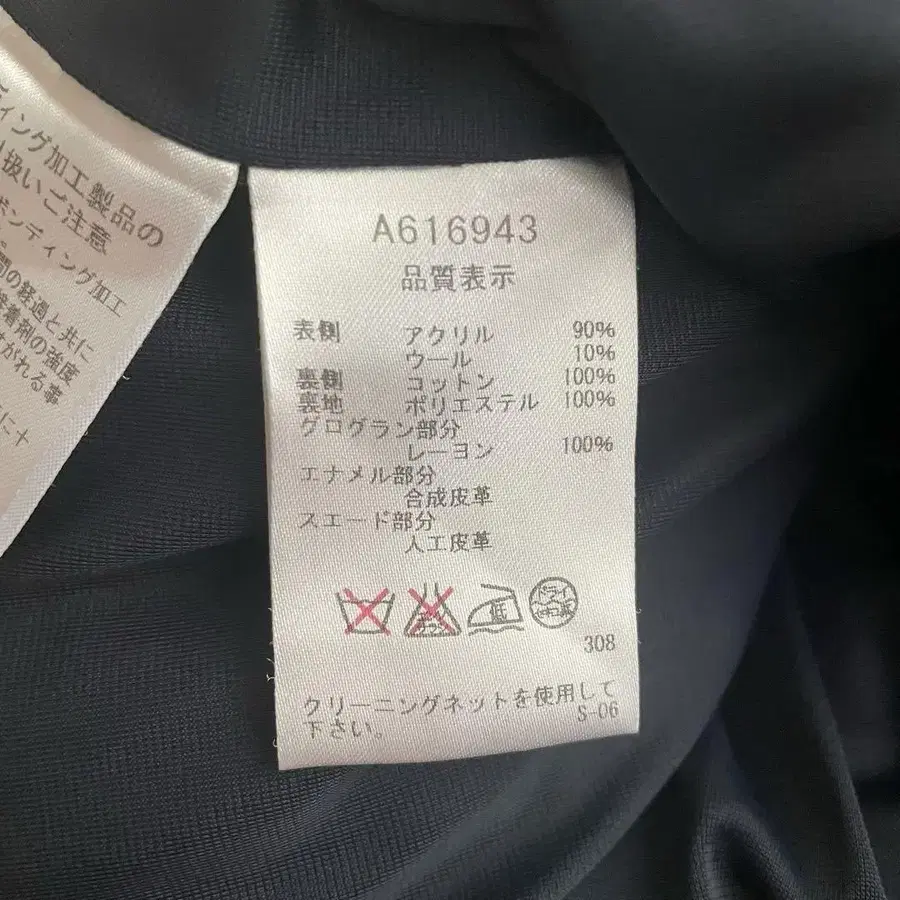 ィング加工製品の
扱いご注意
ボンディング加工
間の経過と共に
接着剤の強度
がれる事
に十
A616943
品質表示
表側 アクリル 90%
ウール 10%
裏側 コットン 100%
裏地 ポリエステル 100%
グログラン部分
レーヨン 100%
エナメル部分
合成皮革
スエード部分
人工皮革
低 ドライ
308
クリーニングネットを使用して
下さい。 S-06